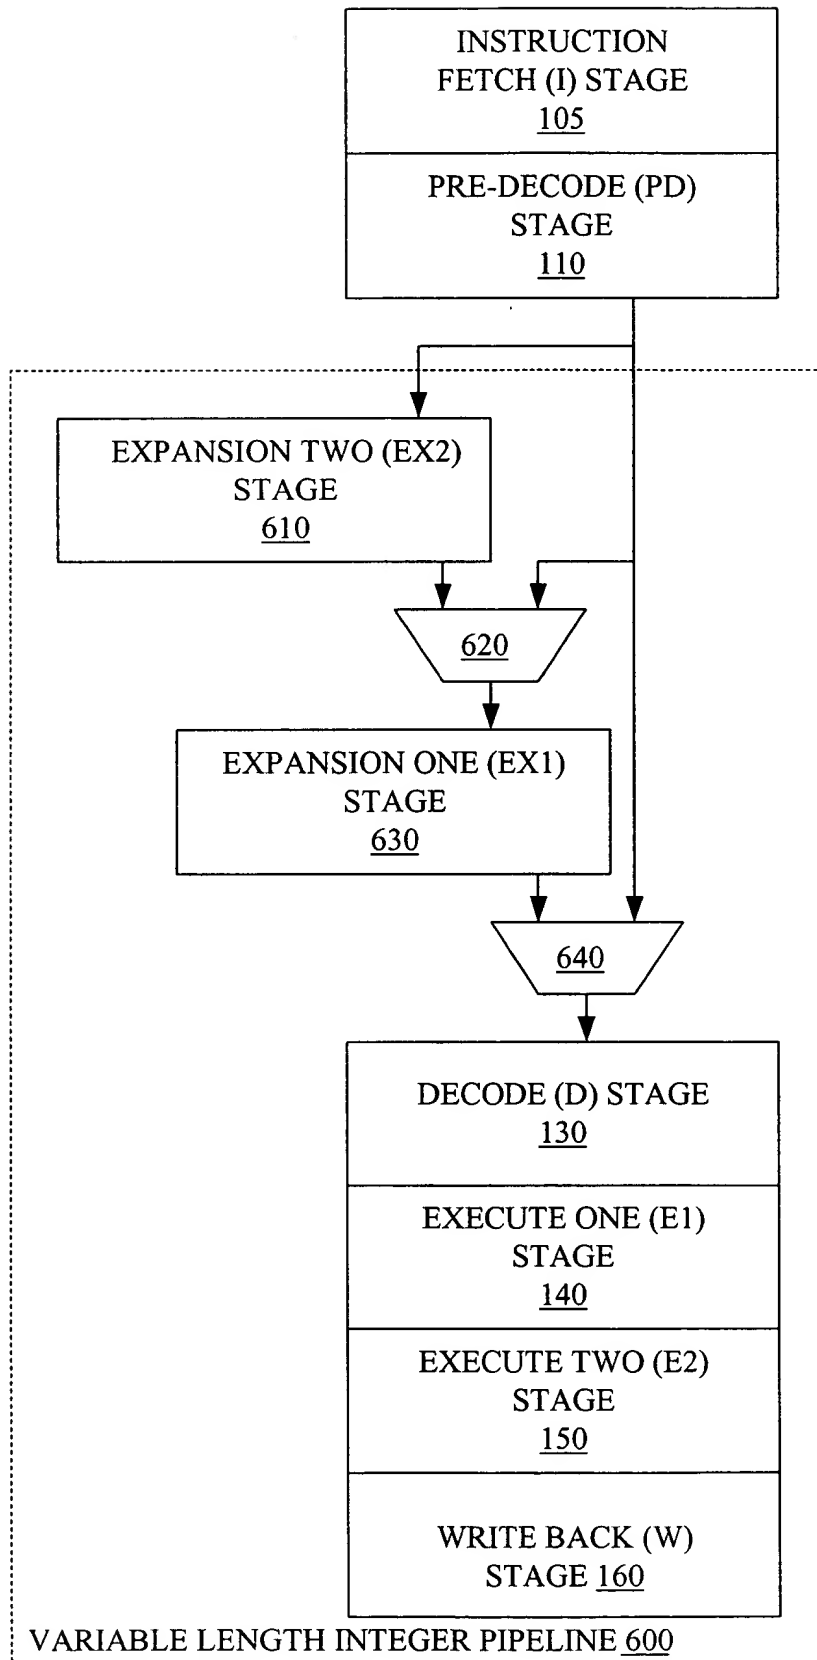 INSTRUCTION
FETCH (I) STAGE
105
PRE-DECODE (PD)
STAGE
110
EXPANSION TWO (EX2)
STAGE
610
620
EXPANSION ONE (EX1)
STAGE
630
640
DECODE (D) STAGE
130
EXECUTE ONE (E1)
STAGE
140
EXECUTE TWO (E2)
STAGE
150
WRITE BACK (W)
STAGE 160
VARIABLE LENGTH INTEGER PIPELINE 600